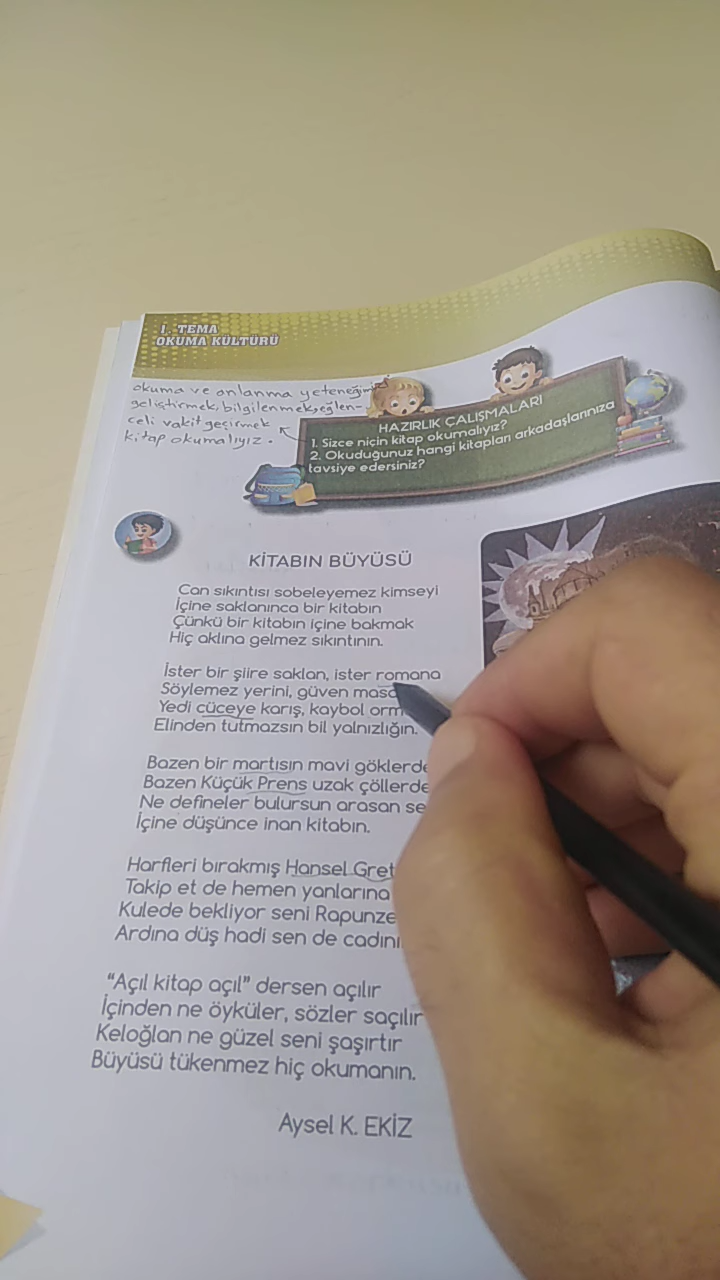 1. TEMA
OKUMA KÜLTÜRÜ
okuma ve anlama yeteneğimizi
geliştirmek, bilgilenmek, eğlen-
celi vakit geçirmek
kitap okumalıyız.
HAZIRLIK ÇALIŞMALARI
1. Sizce niçin kitap okumalıyız?
2. Okuduğunuz hangi kitapları arkadaşlarınıza
tavsiye edersiniz?
KİTABIN BÜYÜSÜ
Can sıkıntısı sobeleyemez kimseyi
İçine saklanınca bir kitabın
Çünkü bir kitabın içine bakmak
Hiç aklına gelmez sıkıntının.
İster bir şiire saklan, ister romana
Söylemez yerini, güven
Yedi cüceye karış, kaybol
Elinden tutmazsın bil yalnızlığın.
Bazen bir martısın mavi göklerde
Bazen Küçük Prens uzak çöllerde
Ne defineler bulursun arasan
İçine düşünce inan kitabın.
Harfleri bırakmış Hansel
Takip et de hemen yanlarına
Kulede bekliyor seni
Ardına düş hadi sen de
"Açıl kitap açıl" dersen açılır
İçinden ne öyküler, sözler saçılır
Keloğlan ne güzel seni şaşırtır
Büyüsü tükenmez hiç okumanın.
Aysel K. EKİZ